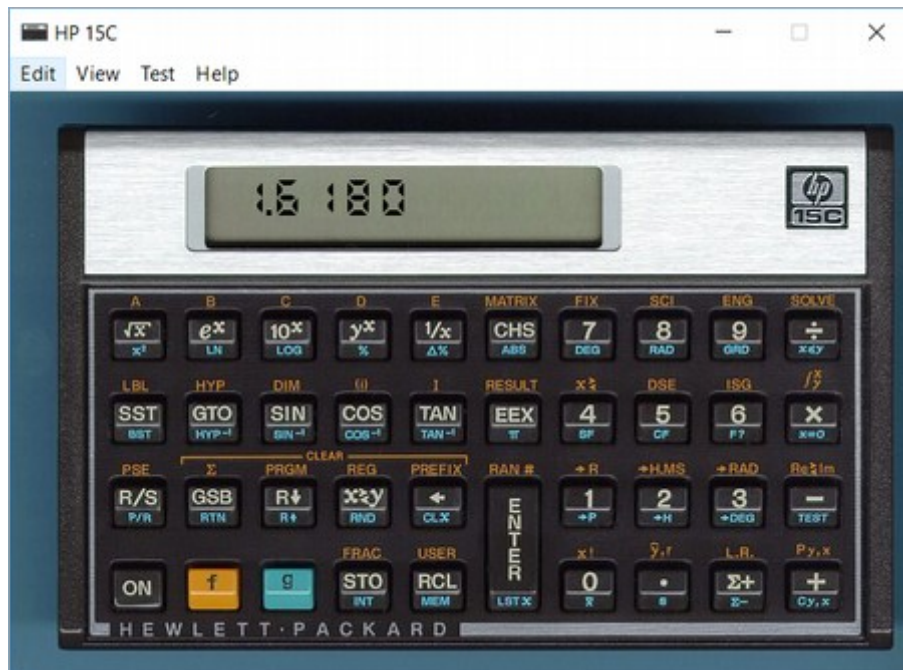 HP 15C
Edit View Test Help
1.6180
hp
15C
A B C D E MATRIX FIX SCI ENG SOLVE
√x eˣ 10ˣ yˣ 1/x CHS 7 8 9 ÷
x² LN LOG % Δ% ABS DEG RAD GRD x≤y
LBL HYP DIM (i) I RESULT x≷ DSE ISG ∫xy
SST GTO SIN COS TAN EEX 4 5 6 ×
BST HYP⁻¹ SIN⁻¹ COS⁻¹ TAN⁻¹ π SF CF F? x=0
CLEAR
PSE Σ PRGM REG PREFIX RAN # →R →H.MS →RAD Re≷Im
R/S GSB R↓ x≷y ← ENTER 1 2 3 −
P/R RTN R↑ RND CLx →P →H →DEG TEST
FRAC USER x! ŷ,r L.R. Py,x
ON f g STO RCL 0 . Σ+ +
INT MEM LSTx x̄ s Σ− Cy,x
HEWLETT·PACKARD